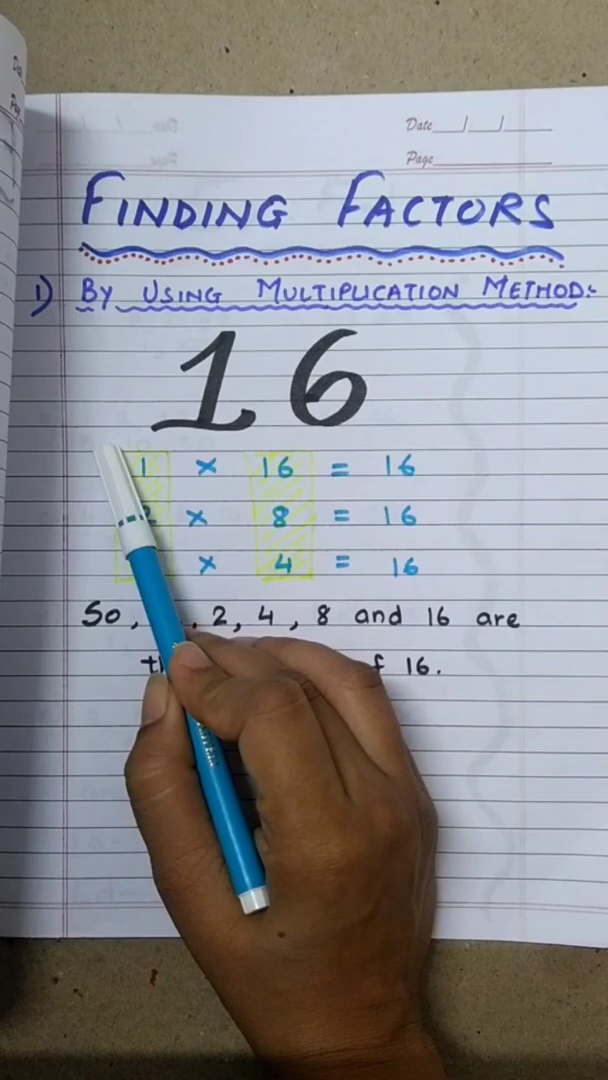 Date / /
Page
FINDING FACTORS
1) BY USING MULTIPLICATION METHOD:-
16
1 × 16 = 16
2 × 8 = 16
× 4 = 16
So, , 2, 4, 8 and 16 are
16.